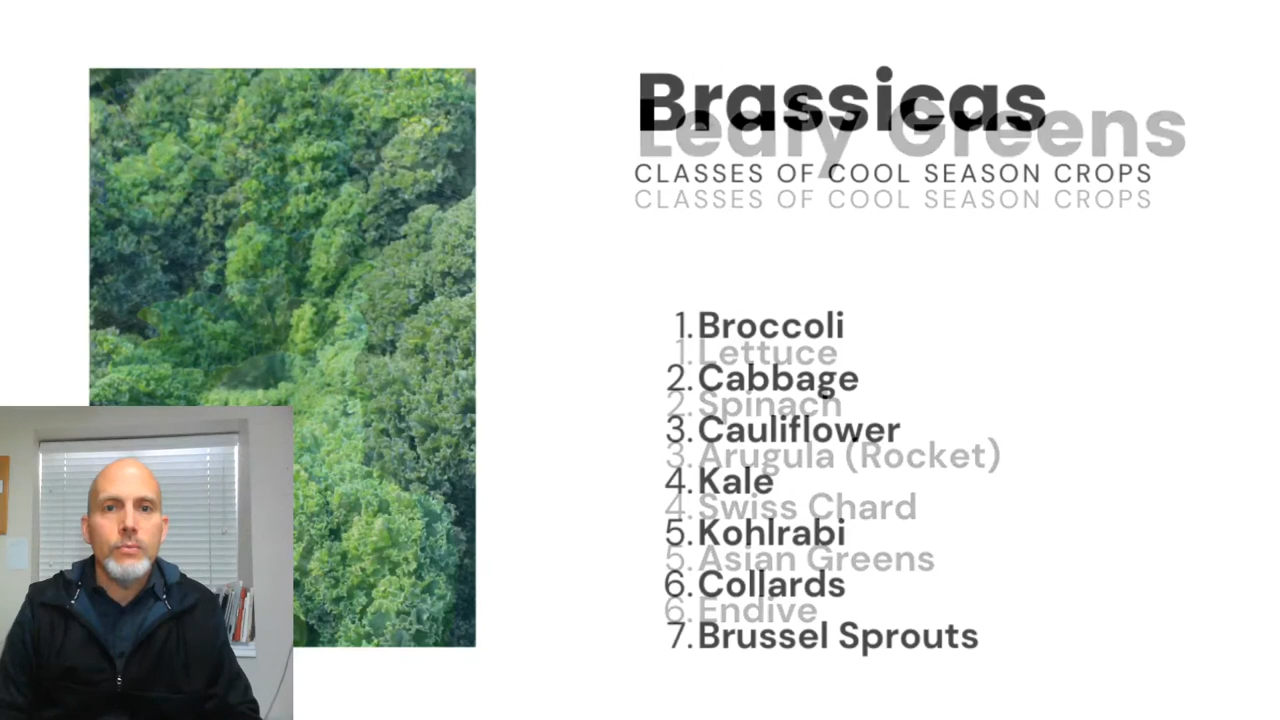 Brassicas
Leafy Greens
CLASSES OF COOL SEASON CROPS
CLASSES OF COOL SEASON CROPS
1. Broccoli
1. Lettuce
2. Cabbage
2. Spinach
3. Cauliflower
3. Arugula (Rocket)
4. Kale
4. Swiss Chard
5. Kohlrabi
5. Asian Greens
6. Collards
6. Endive
7. Brussel Sprouts